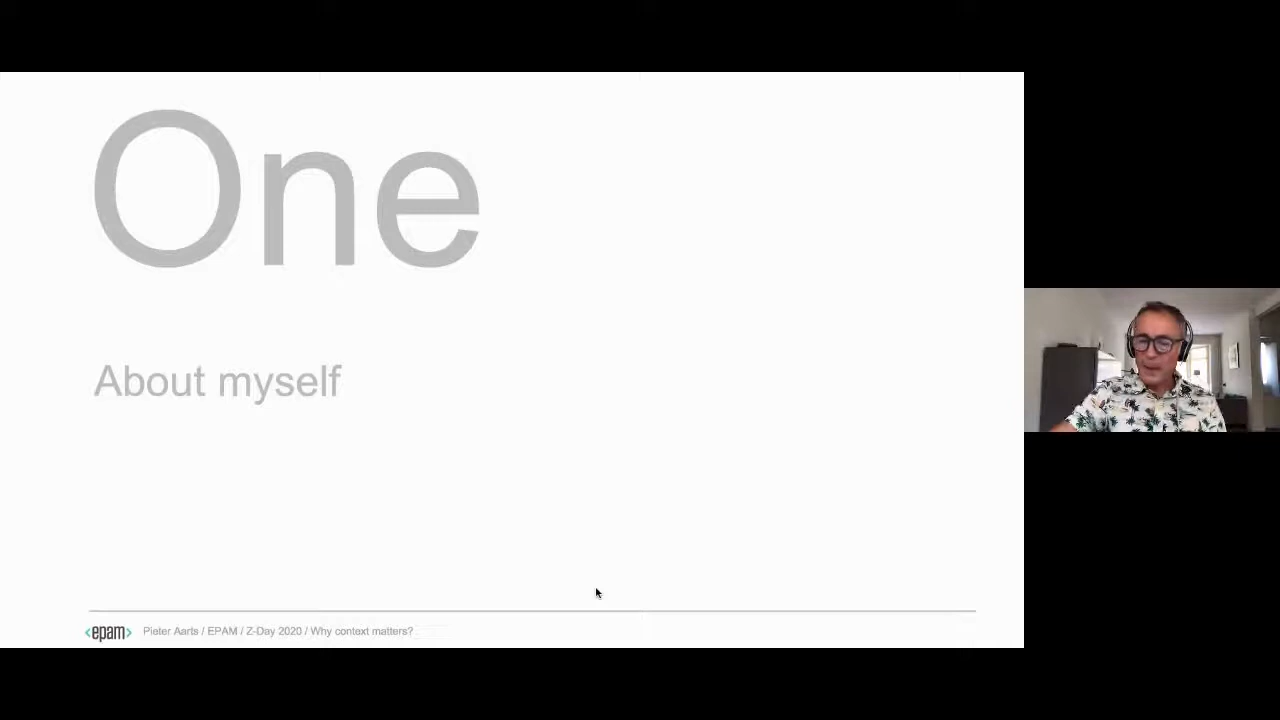 One
About myself
<epam> Pieter Aarts / EPAM / Z-Day 2020 / Why context matters?